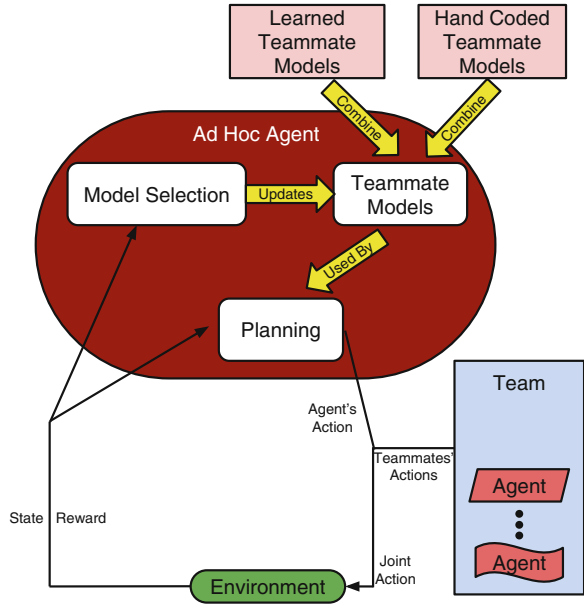 Learned
Teammate
Models
Hand Coded
Teammate
Models
Combine
Combine
Ad Hoc Agent
Model Selection
Updates
Teammate
Models
Used By
Planning
Agent's
Action
Team
Teammates'
Actions
Agent
Agent
State
Reward
Joint
Action
Environment